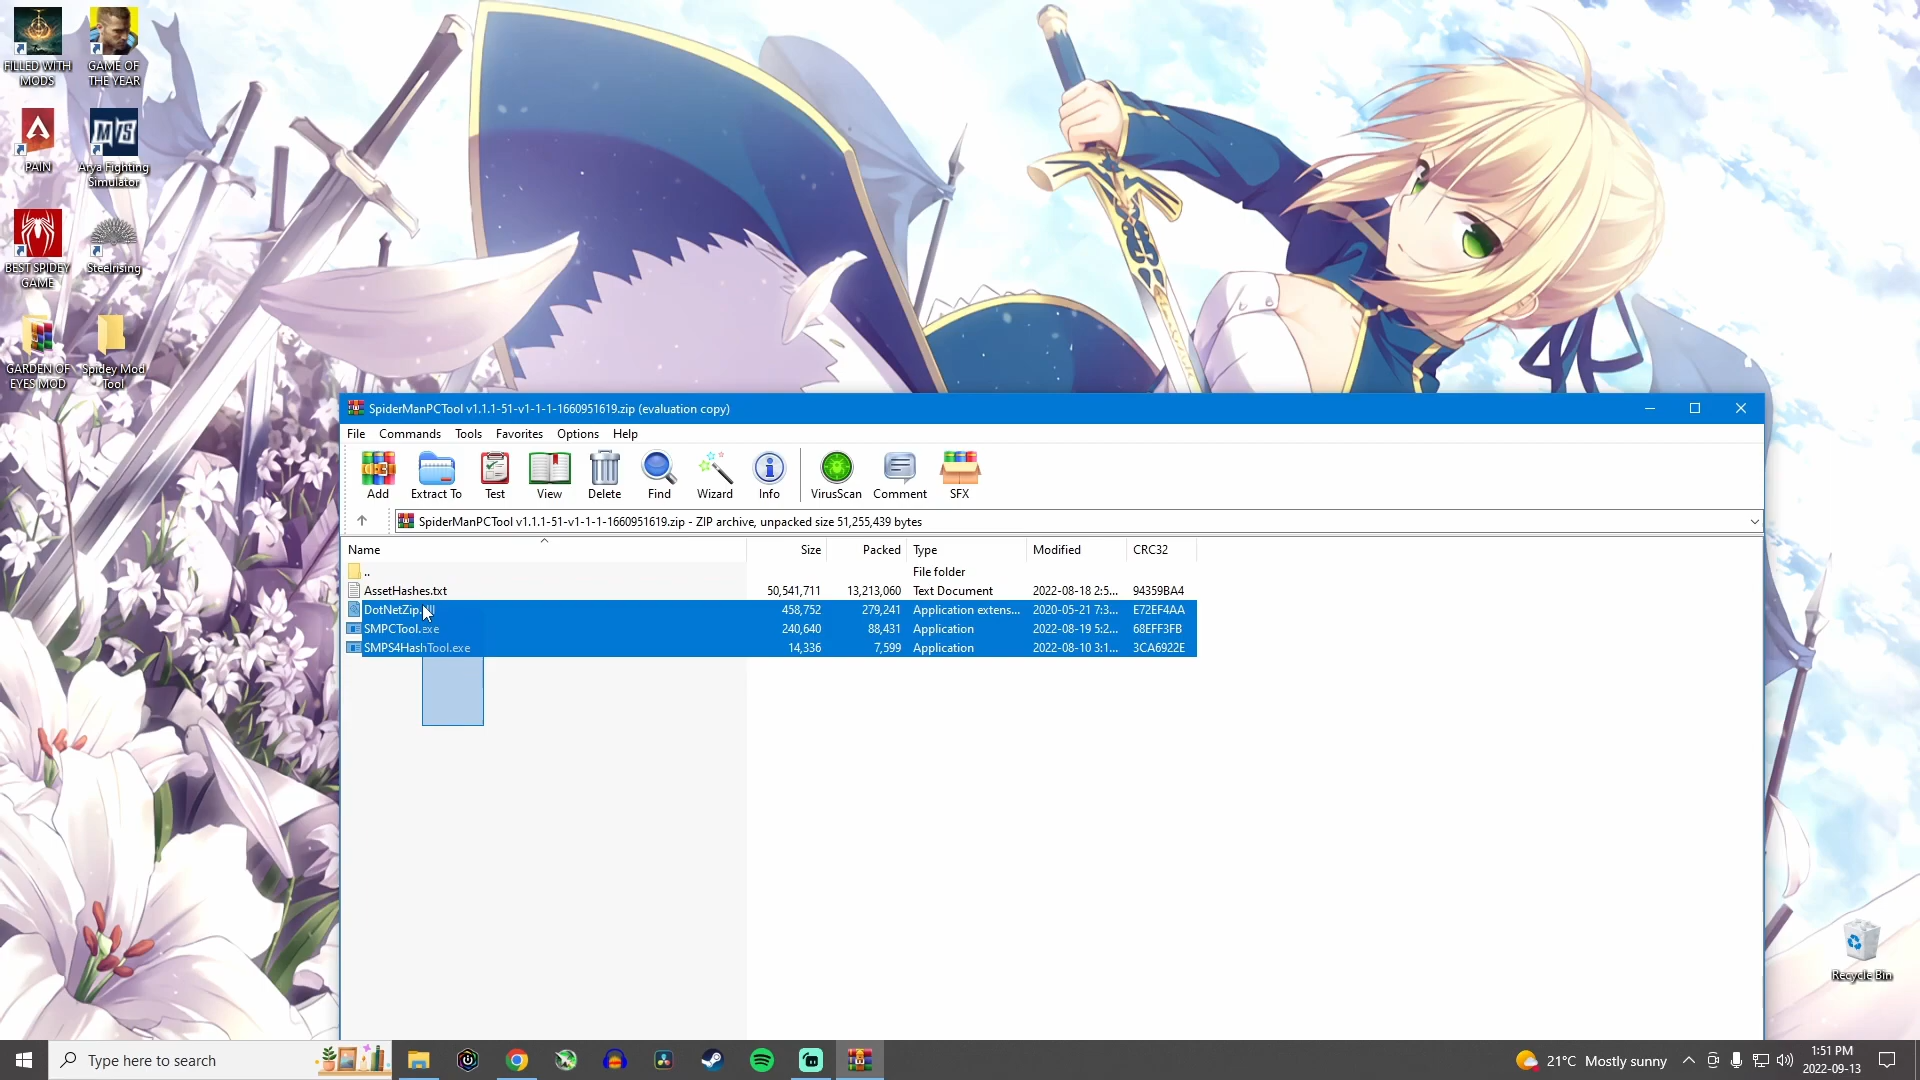 FILLED WITH MODS
GAME OF THE YEAR
PAIN
M/S
Arya Fighting Simulator
BEST SPIDEY GAME
Steelrising
GARDEN OF EYES MOD
Spidey Mod Tool
SpiderManPCTool v1.1.1-51-v1-1-1-1660951619.zip (evaluation copy)
File Commands Tools Favorites Options Help
Add Extract To Test View Delete Find Wizard Info VirusScan Comment SFX
SpiderManPCTool v1.1.1-51-v1-1-1-1660951619.zip - ZIP archive, unpacked size 51,255,439 bytes
Name Size Packed Type Modified CRC32
.. File folder
AssetHashes.txt 50,541,711 13,213,060 Text Document 2022-08-18 2:5... 94359BA4
DotNetZip.dll 458,752 279,241 Application extens... 2020-05-21 7:3... E72EF4AA
SMPCTool.exe 240,640 88,431 Application 2022-08-19 5:2... 68EFF3FB
SMPS4HashTool.exe 14,336 7,599 Application 2022-08-10 3:1... 3CA6922E
Recycle Bin
Type here to search
21°C Mostly sunny
1:51 PM
2022-09-13